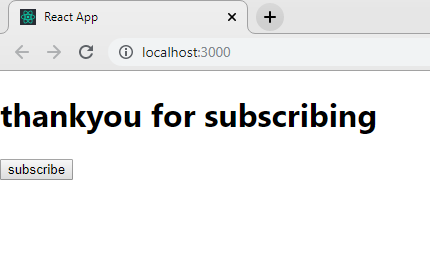 React App
localhost:3000
thankyou for subscribing
subscribe